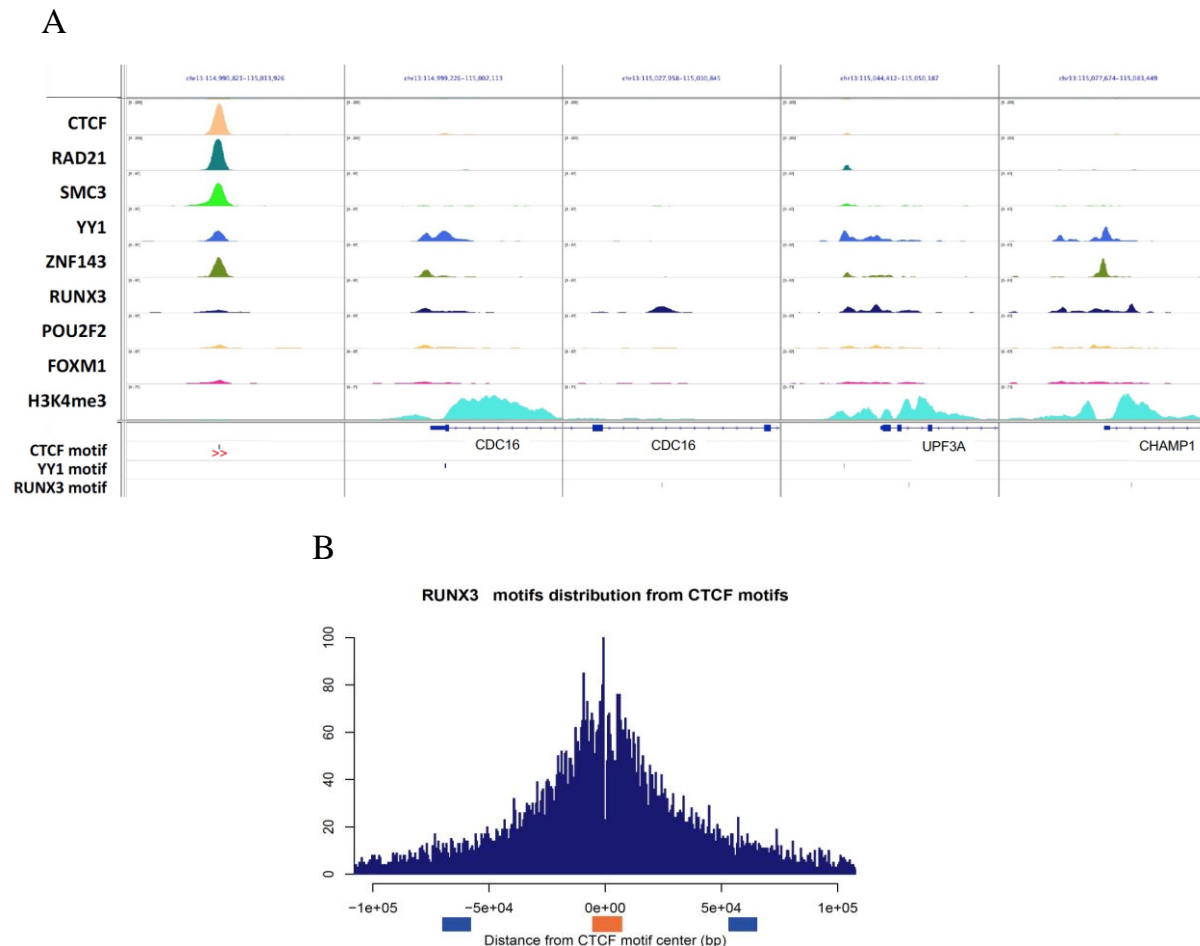 A
chr13:114,990,823-115,013,926 chr13:114,999,226-115,002,113 chr13:115,027,958-115,030,845 chr13:115,044,412-115,050,187 chr13:115,077,674-115,083,449
CTCF
RAD21
SMC3
YY1
ZNF143
RUNX3
POU2F2
FOXM1
H3K4me3
CDC16 CDC16 UPF3A CHAMP1
CTCF motif
>>
YY1 motif
RUNX3 motif
B
RUNX3 motifs distribution from CTCF motifs
100
80
60
40
20
0
−1e+05 −5e+04 0e+00 5e+04 1e+05
Distance from CTCF motif center (bp)